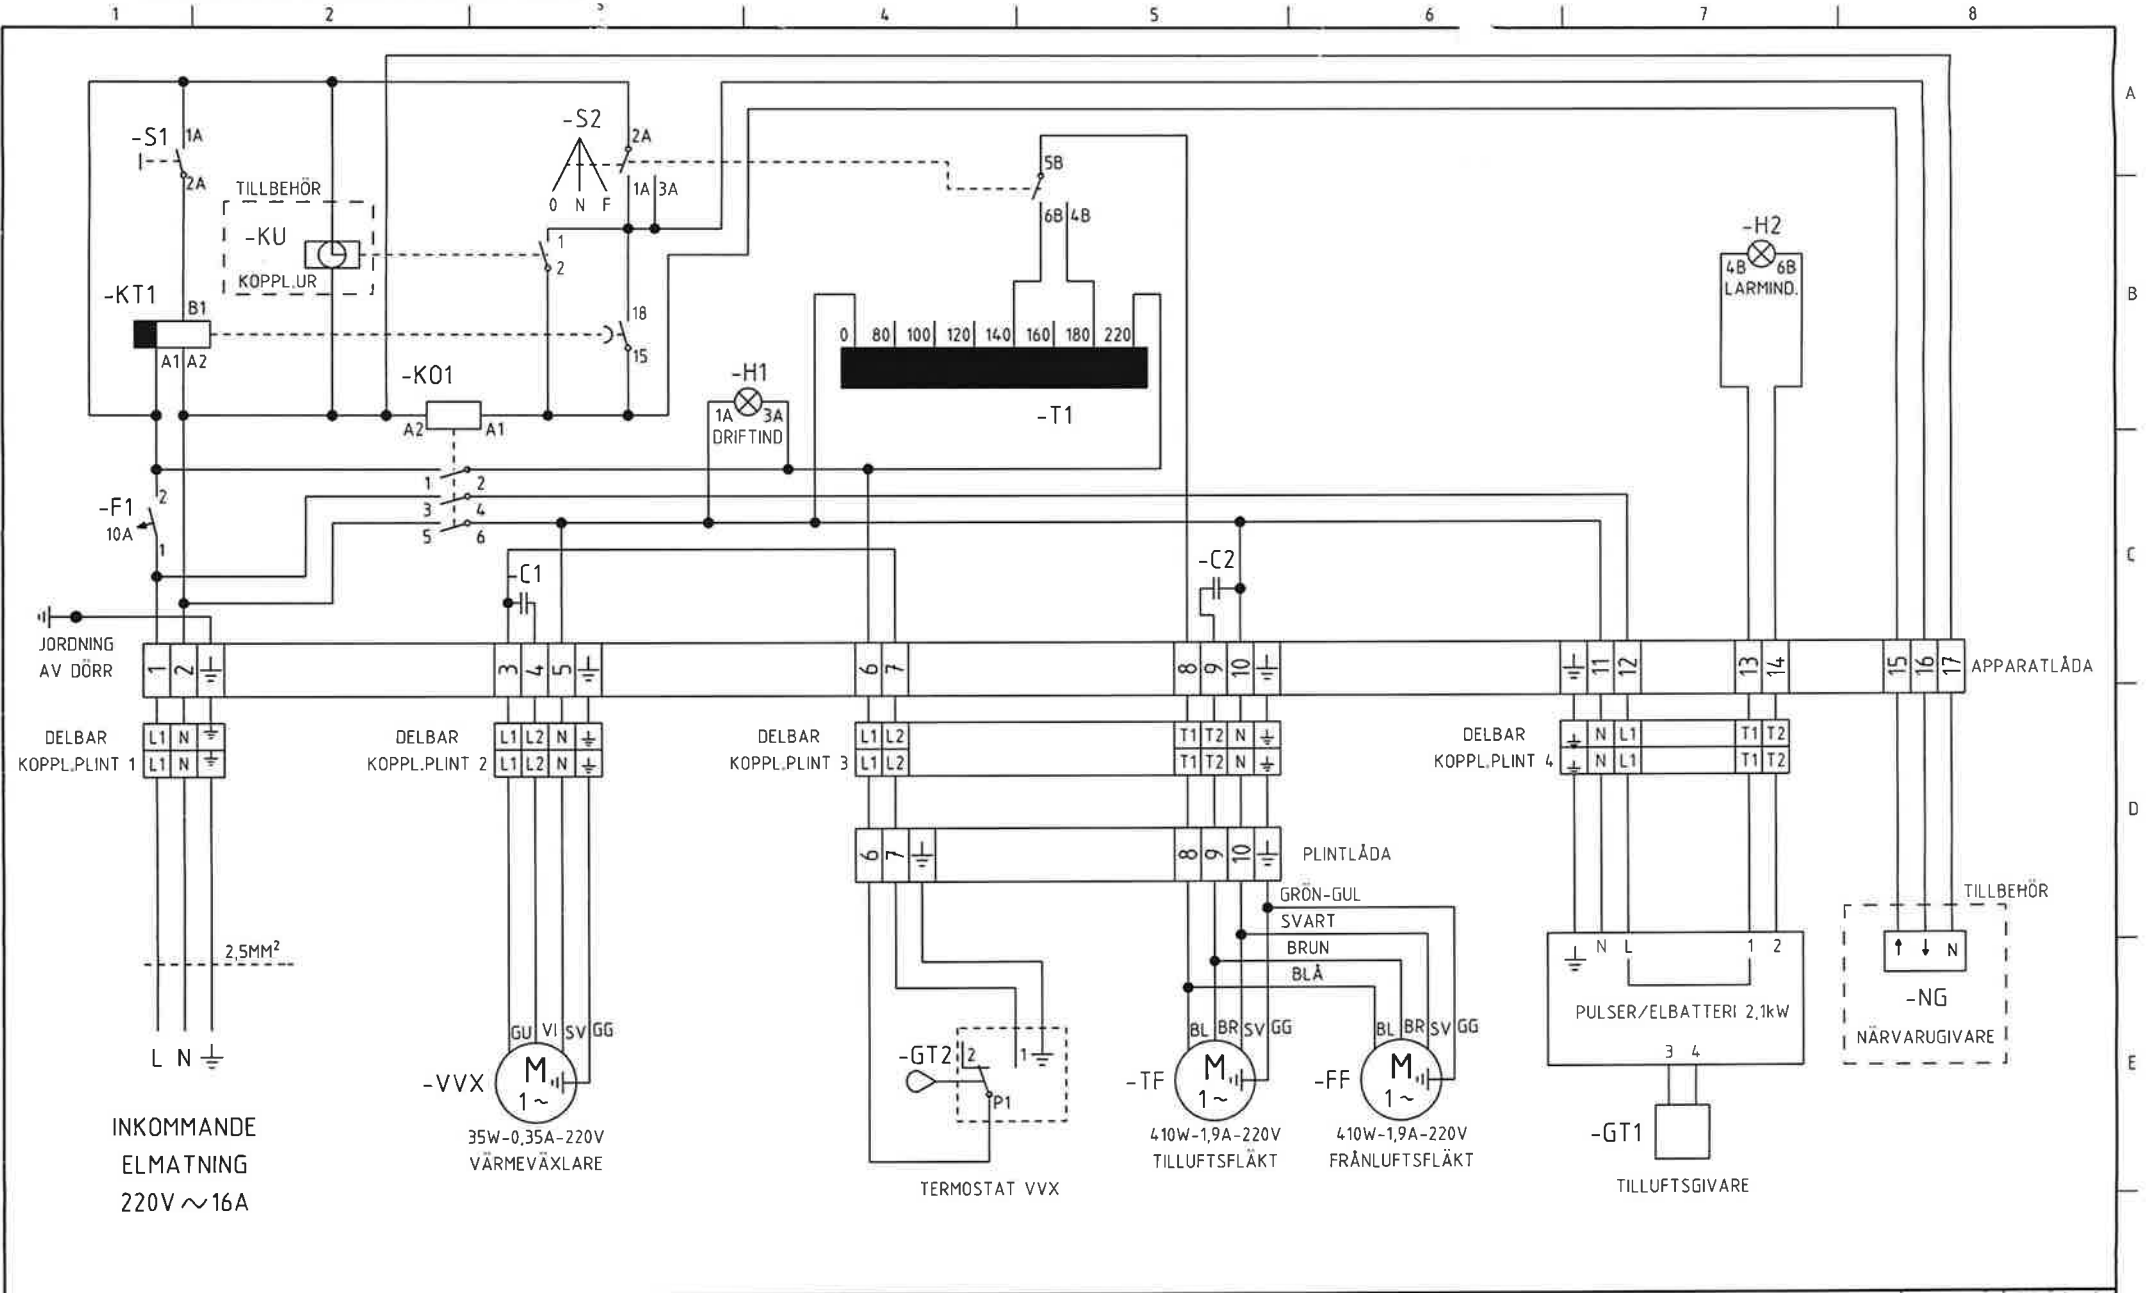 1 2 3 4 5 6 7 8
A
-S1
1A
2A
TILLBEHÖR
-KU
KOPPL.UR
-KT1
B1
A1 A2
-S2
0 N F
2A
1A 3A
1
2
18
15
5B
6B 4B
-H2
4B 6B
LARMIND.
B
0 80 100 120 140 160 180 220
-T1
-K01
A2 A1
-H1
1A 3A
DRIFTIND
1 2
3 4
5 6
-F1
10A
2
1
-C1
-C2
C
JORDNING
AV DÖRR
1 2
3 4 5
6 7
8 9 10
11 12
13 14
15 16 17
APPARATLÅDA
DELBAR
KOPPL.PLINT 1
L1 N
L1 N
DELBAR
KOPPL.PLINT 2
L1 L2 N
L1 L2 N
DELBAR
KOPPL.PLINT 3
L1 L2
L1 L2
T1 T2 N
T1 T2 N
DELBAR
KOPPL.PLINT 4
N L1
N L1
T1 T2
T1 T2
D
6 7
8 9 10
PLINTLÅDA
GRÖN-GUL
SVART
BRUN
BLÅ
2,5MM²
L N
INKOMMANDE
ELMATNING
220V ~ 16A
GU VI SV GG
-VVX
M
1~
35W-0,35A-220V
VÄRMEVÄXLARE
-GT2
2 1
P1
TERMOSTAT VVX
BL BR SV GG
-TF
M
1~
410W-1,9A-220V
TILLUFTSFLÄKT
BL BR SV GG
-FF
M
1~
410W-1,9A-220V
FRÅNLUFTSFLÄKT
N L 1 2
PULSER/ELBATTERI 2,1kW
3 4
-GT1
TILLUFTSGIVARE
TILLBEHÖR
↑ ↓ N
-NG
NÄRVARUGIVARE
E